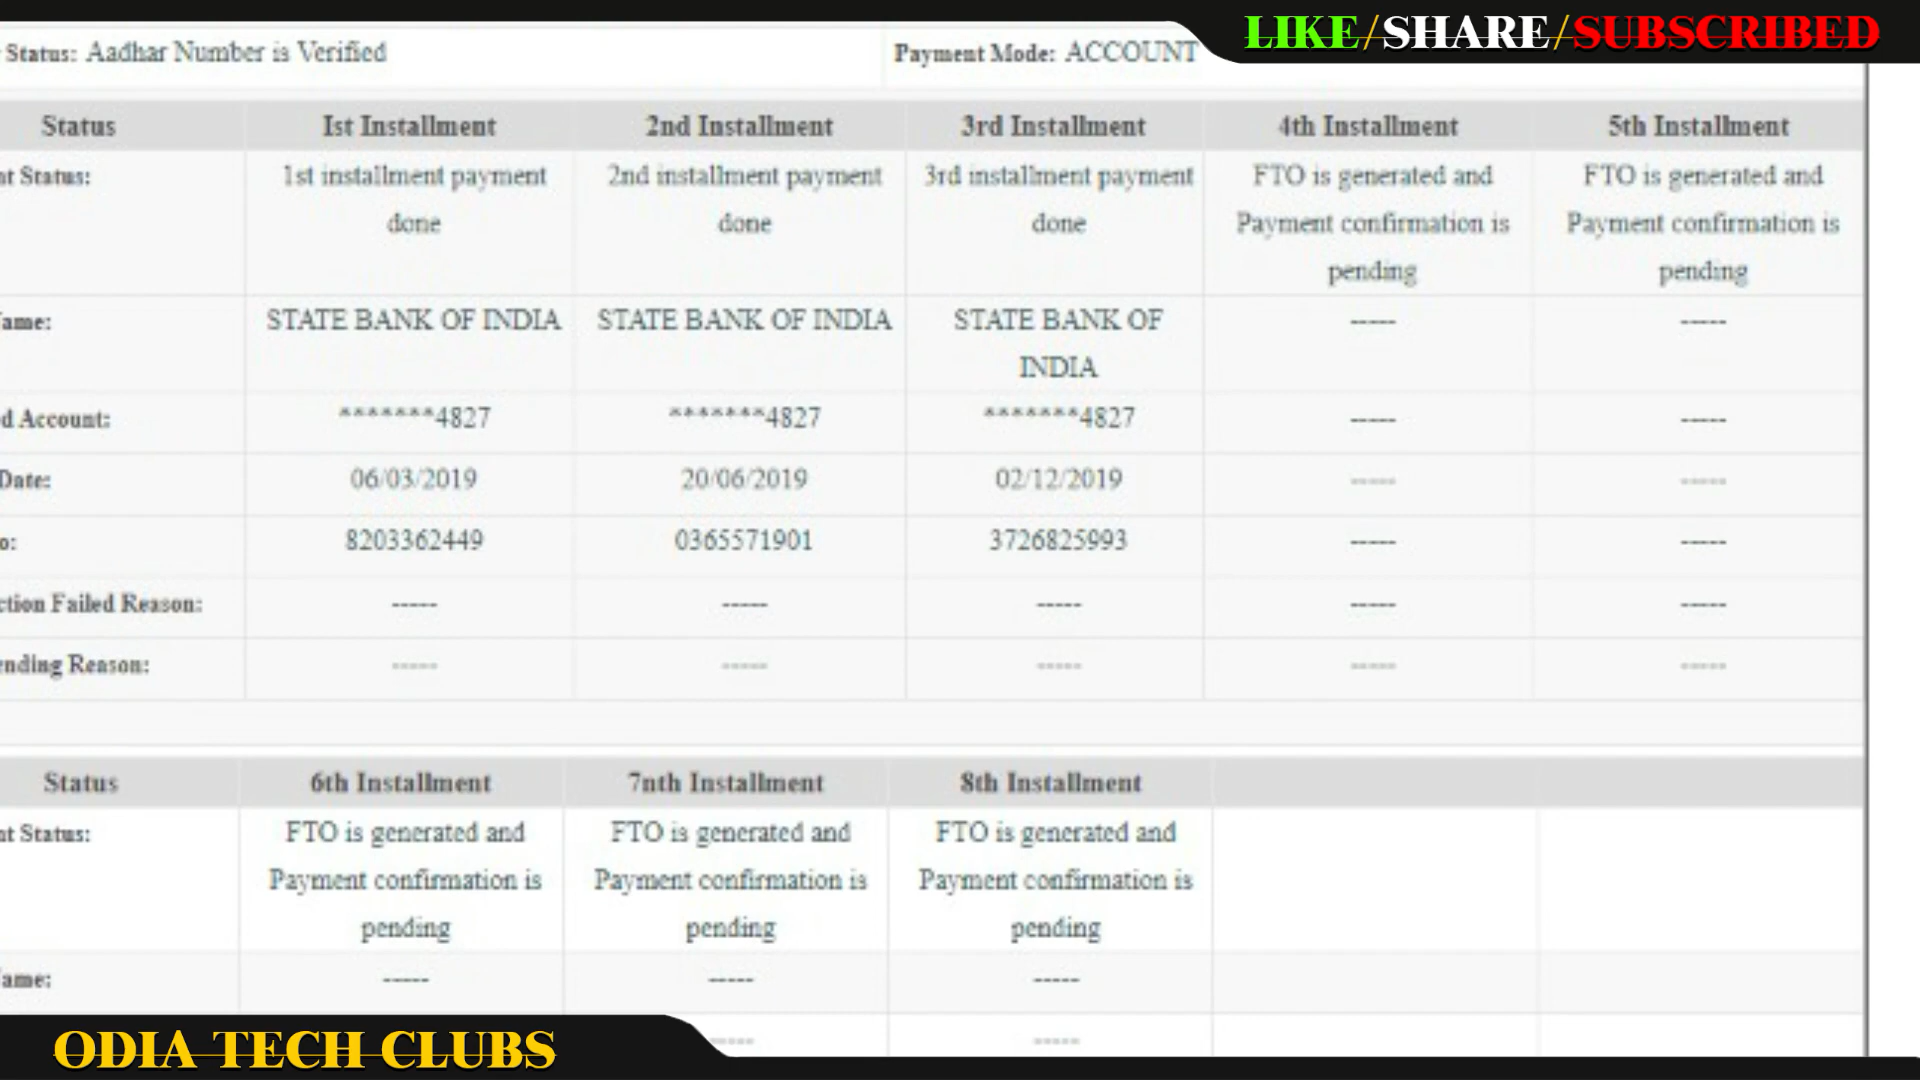 LIKE/SHARE/SUBSCRIBED
Status: Aadhar Number is Verified Payment Mode: ACCOUNT
Status Ist Installment 2nd Installment 3rd Installment 4th Installment 5th Installment
nt Status: 1st installment payment 2nd installment payment 3rd installment payment FTO is generated and FTO is generated and
done done done Payment confirmation is Payment confirmation is
pending pending
ame: STATE BANK OF INDIA STATE BANK OF INDIA STATE BANK OF ----- -----
INDIA
d Account: *******4827 *******4827 *******4827 ----- -----
Date: 06/03/2019 20/06/2019 02/12/2019 ----- -----
o: 8203362449 0365571901 3726825993 ----- -----
ction Failed Reason: ----- ----- ----- ----- -----
ending Reason: ----- ----- ----- ----- -----
Status 6th Installment 7nth Installment 8th Installment
nt Status: FTO is generated and FTO is generated and FTO is generated and
Payment confirmation is Payment confirmation is Payment confirmation is
pending pending pending
ame: ----- ----- -----
----- -----
ODIA TECH CLUBS